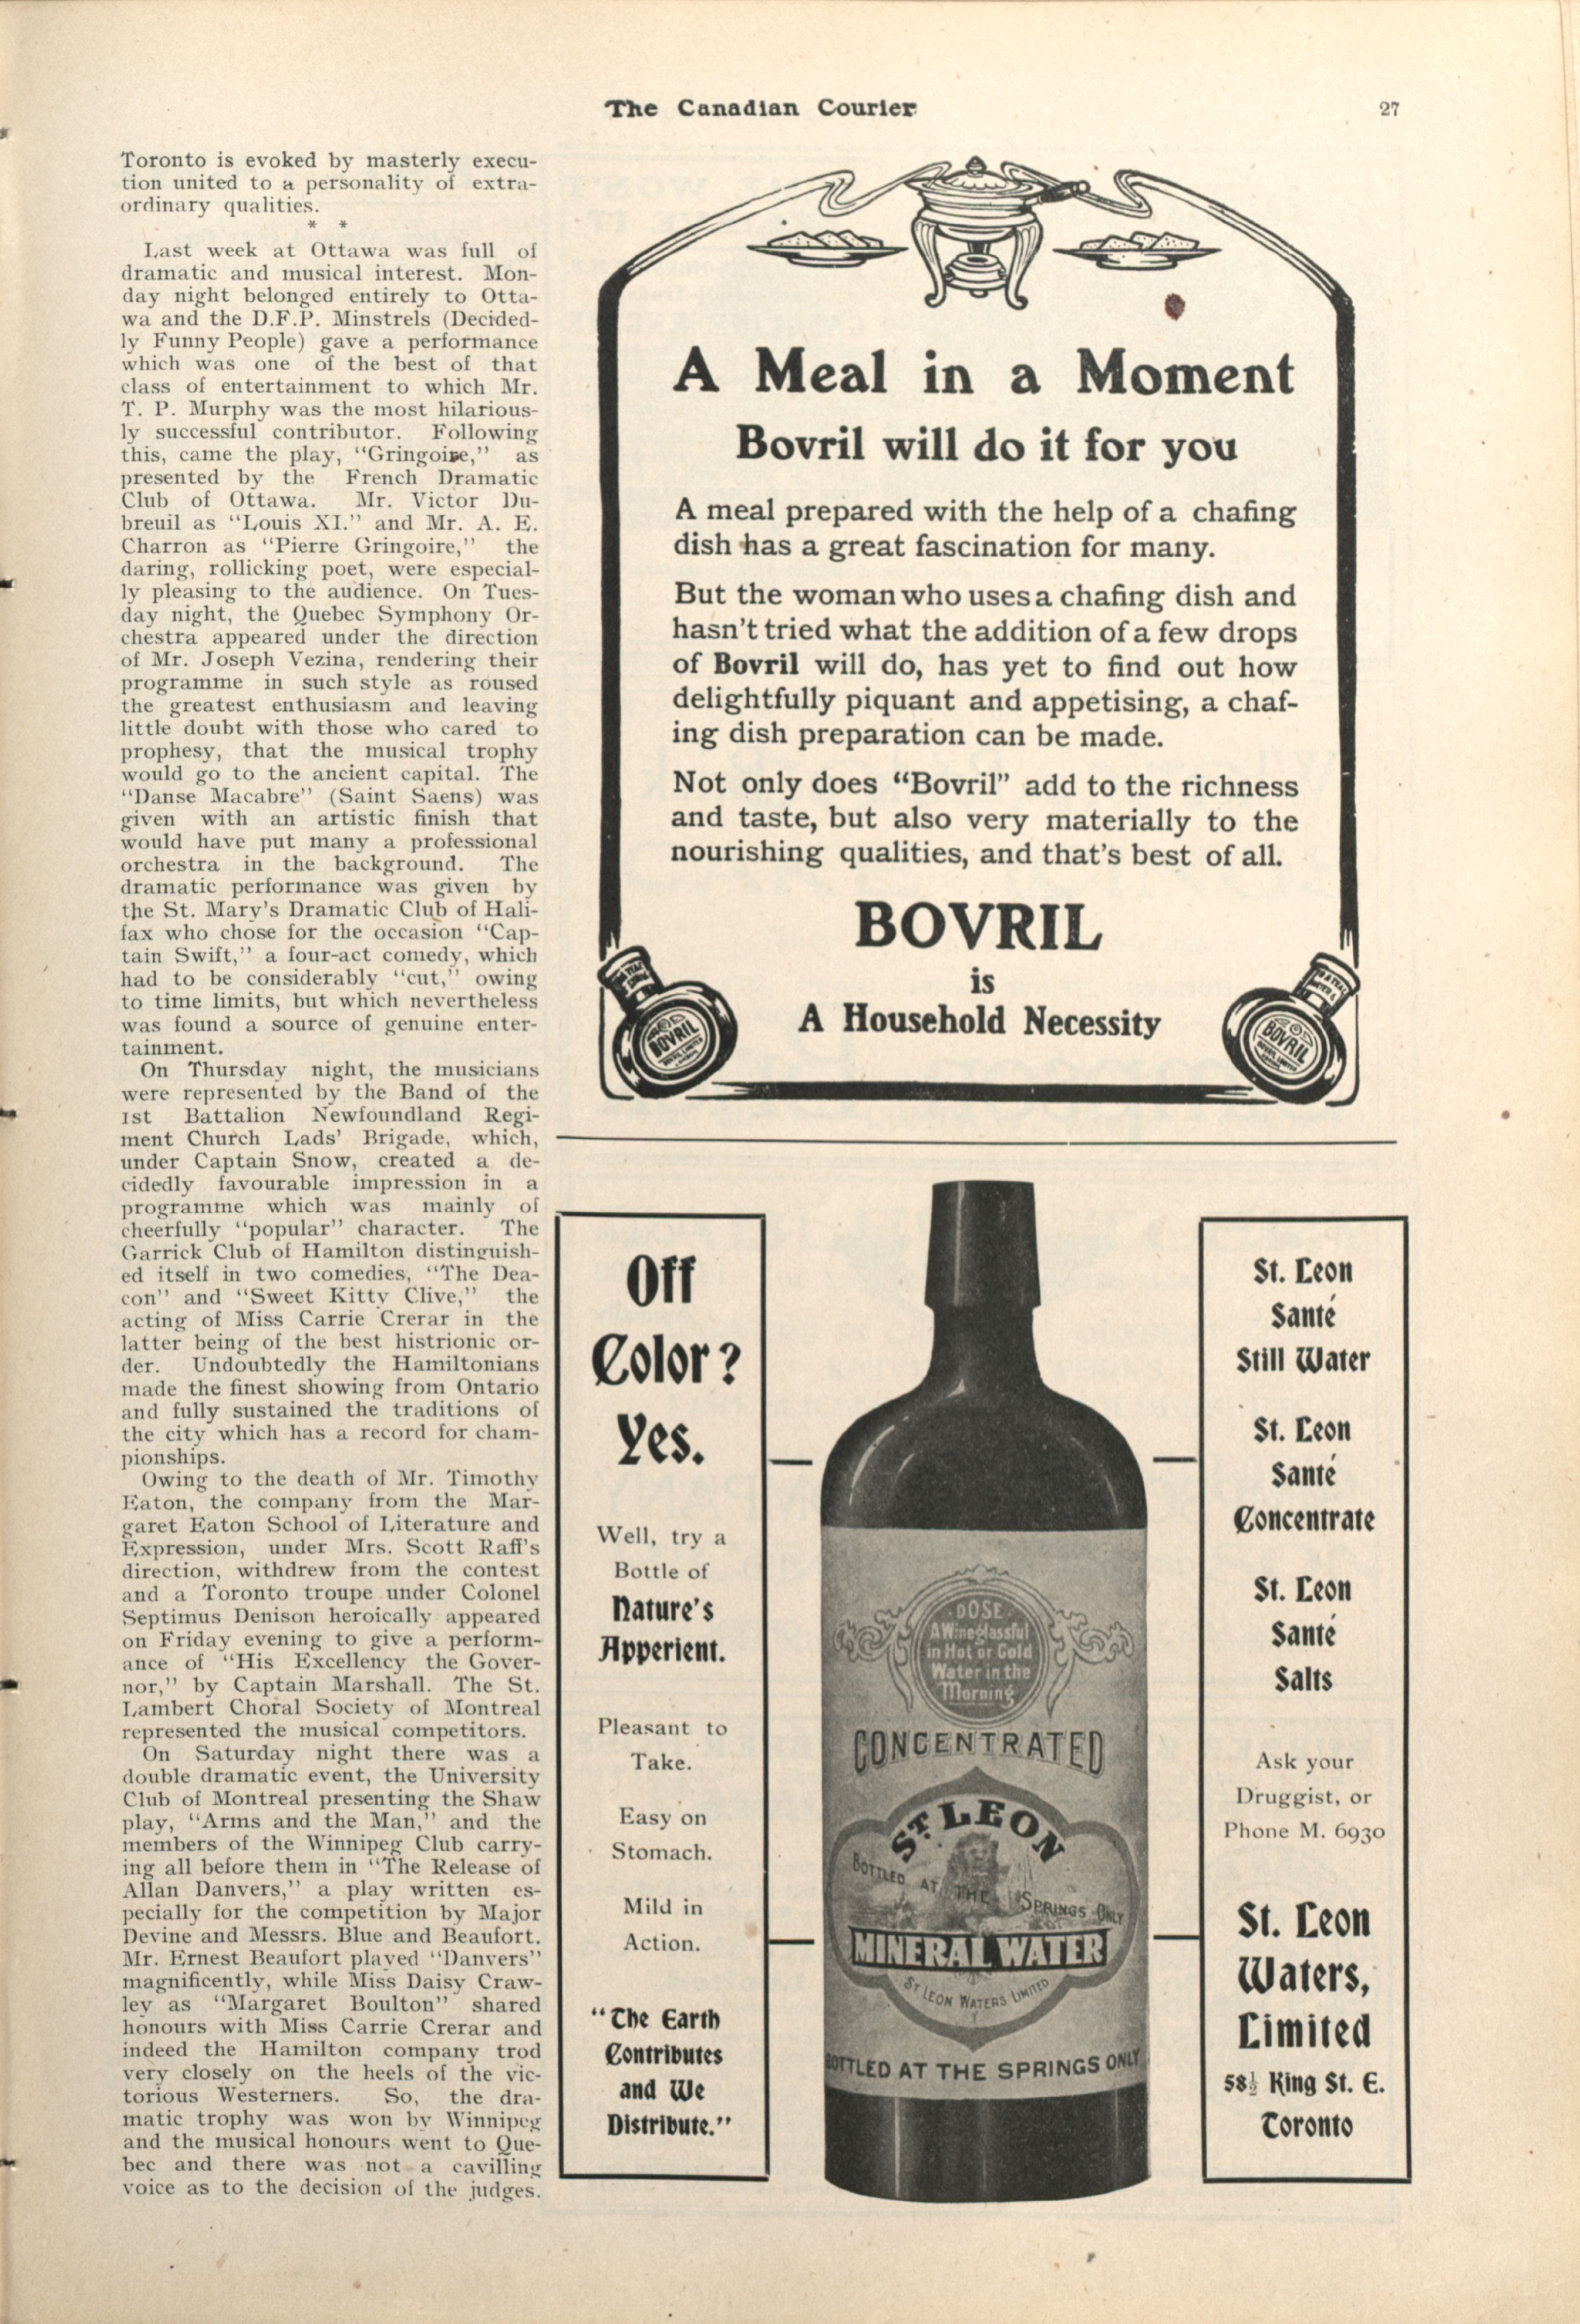 The Canadian Courier
27
Toronto is evoked by masterly execu-
tion united to a personality of extra-
ordinary qualities.
* *
Last week at Ottawa was full of
dramatic and musical interest. Mon-
day night belonged entirely to Otta-
wa and the D.F.P. Minstrels (Decided-
ly Funny People) gave a performance
which was one of the best of that
class of entertainment to which Mr.
T. P. Murphy was the most hilarious-
ly successful contributor. Following
this, came the play, "Gringoire," as
presented by the French Dramatic
Club of Ottawa. Mr. Victor Du-
breuil as "Louis XI." and Mr. A. E.
Charron as "Pierre Gringoire," the
daring, rollicking poet, were especial-
ly pleasing to the audience. On Tues-
day night, the Quebec Symphony Or-
chestra appeared under the direction
of Mr. Joseph Vezina, rendering their
programme in such style as roused
the greatest enthusiasm and leaving
little doubt with those who cared to
prophesy, that the musical trophy
would go to the ancient capital. The
"Danse Macabre" (Saint Saens) was
given with an artistic finish that
would have put many a professional
orchestra in the background. The
dramatic performance was given by
the St. Mary's Dramatic Club of Hali-
fax who chose for the occasion "Cap-
tain Swift," a four-act comedy, which
had to be considerably "cut," owing
to time limits, but which nevertheless
was found a source of genuine enter-
tainment.
On Thursday night, the musicians
were represented by the Band of the
1st Battalion Newfoundland Regi-
ment Church Lads' Brigade, which,
under Captain Snow, created a de-
cidedly favourable impression in a
programme which was mainly of
cheerfully "popular" character. The
Garrick Club of Hamilton distinguish-
ed itself in two comedies, "The Dea-
con" and "Sweet Kitty Clive," the
acting of Miss Carrie Crerar in the
latter being of the best histrionic or-
der. Undoubtedly the Hamiltonians
made the finest showing from Ontario
and fully sustained the traditions of
the city which has a record for cham-
pionships.
Owing to the death of Mr. Timothy
Eaton, the company from the Mar-
garet Eaton School of Literature and
Expression, under Mrs. Scott Raff's
direction, withdrew from the contest
and a Toronto troupe under Colonel
Septimus Denison heroically appeared
on Friday evening to give a perform-
ance of "His Excellency the Gover-
nor," by Captain Marshall. The St.
Lambert Choral Society of Montreal
represented the musical competitors.
On Saturday night there was a
double dramatic event, the University
Club of Montreal presenting the Shaw
play, "Arms and the Man," and the
members of the Winnipeg Club carry-
ing all before them in "The Release of
Allan Danvers," a play written es-
pecially for the competition by Major
Devine and Messrs. Blue and Beaufort.
Mr. Ernest Beaufort played "Danvers"
magnificently, while Miss Daisy Craw-
ley as "Margaret Boulton" shared
honours with Miss Carrie Crerar and
indeed the Hamilton company trod
very closely on the heels of the vic-
torious Westerners. So, the dra-
matic trophy was won by Winnipeg
and the musical honours went to Que-
bec and there was not a cavilling
voice as to the decision of the judges.
A Meal in a Moment
Bovril will do it for you
A meal prepared with the help of a chafing
dish has a great fascination for many.
But the woman who uses a chafing dish and
hasn't tried what the addition of a few drops
of Bovril will do, has yet to find out how
delightfully piquant and appetising, a chaf-
ing dish preparation can be made.
Not only does "Bovril" add to the richness
and taste, but also very materially to the
nourishing qualities, and that's best of all.
BOVRIL
is
A Household Necessity
BOVRIL
BOVRIL
Off
Color?
Yes.
Well, try a
Bottle of
Nature's
Apperient.
Pleasant to
Take.
Easy on
Stomach.
Mild in
Action.
"The Earth
Contributes
and We
Distribute."
DOSE
A Wineglassful
in Hot or Cold
Water in the
Morning
CONCENTRATED
ST. LEON
BOTTLED AT THE SPRINGS ONLY
MINERAL WATER
ST LEON WATERS LIMITED
BOTTLED AT THE SPRINGS ONLY
St. Leon
Santé
Still Water
St. Leon
Santé
Concentrate
St. Leon
Santé
Salts
Ask your
Druggist, or
Phone M. 6930
St. Leon
Waters,
Limited
58½ King St. E.
Toronto